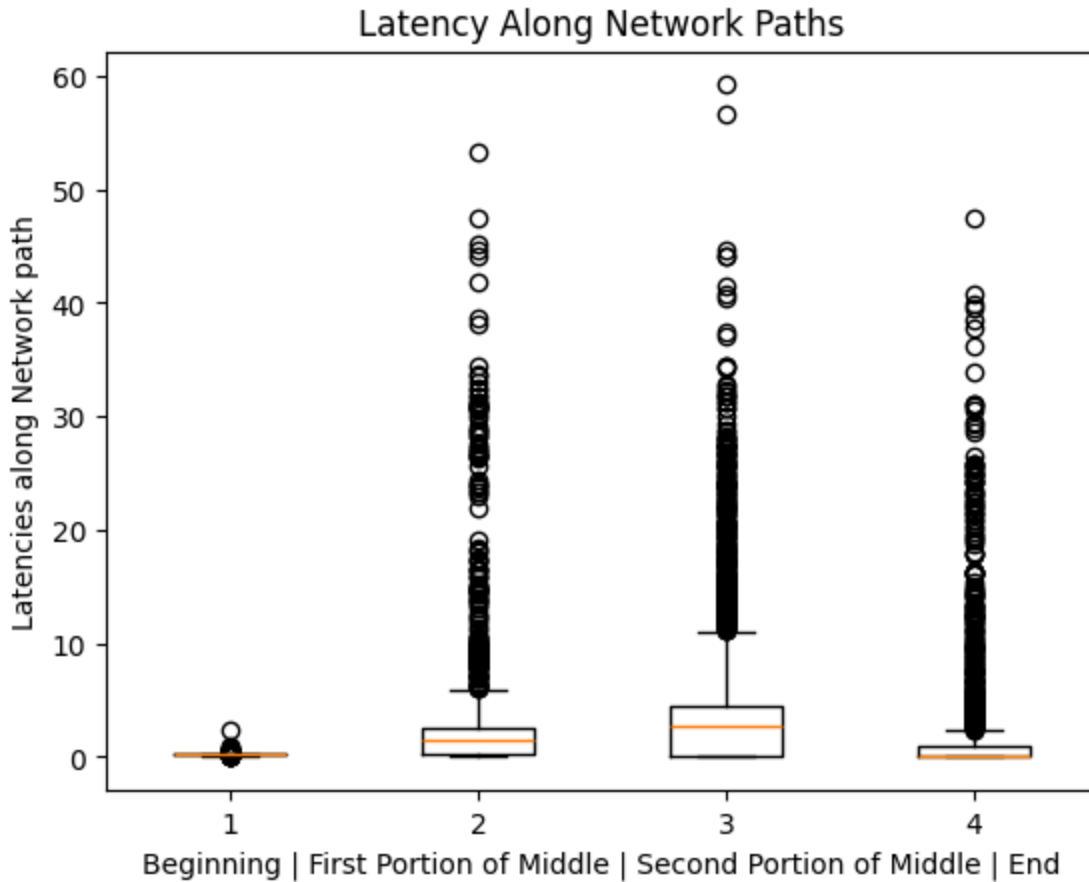 Latency Along Network Paths
Latencies along Network path
60
50
40
30
20
10
0
1 2 3 4
Beginning | First Portion of Middle | Second Portion of Middle | End